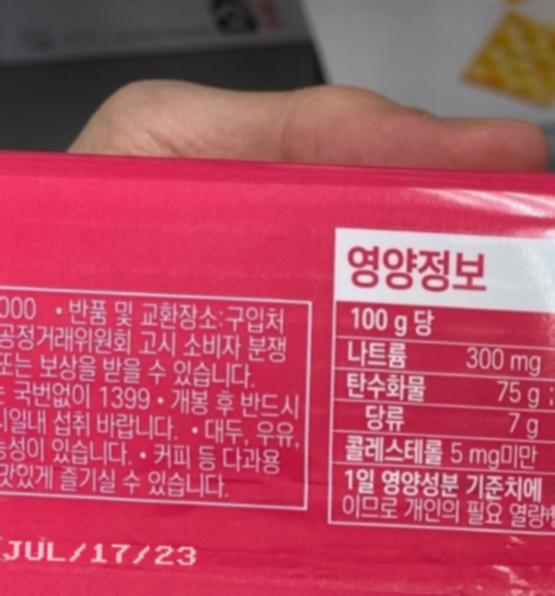 000 • 반품 및 교환장소:구입처
공정거래위원회 고시 소비자 분쟁
또는 보상을 받을 수 있습니다.
국번없이 1399 • 개봉 후 반드시
시일내 섭취 바랍니다. • 대두, 우유,
능성이 있습니다. • 커피 등 다과용
맛있게 즐기실 수 있습니다.
JUL/17/23
영양정보
100 g 당
나트륨 300 mg
탄수화물 75 g
당류 7 g
콜레스테롤 5 mg미만
1일 영양성분 기준치에
이므로 개인의 필요 열량